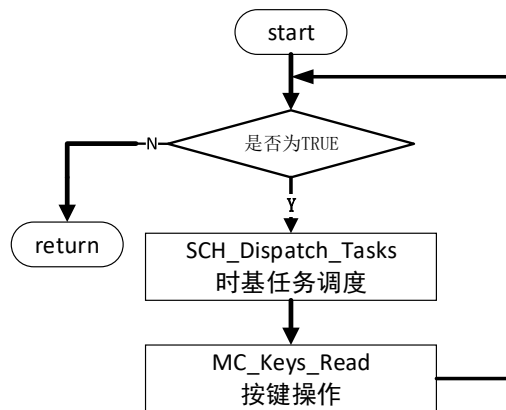 start
是否为TRUE
N
Y
return
SCH_Dispatch_Tasks
时基任务调度
MC_Keys_Read
按键操作